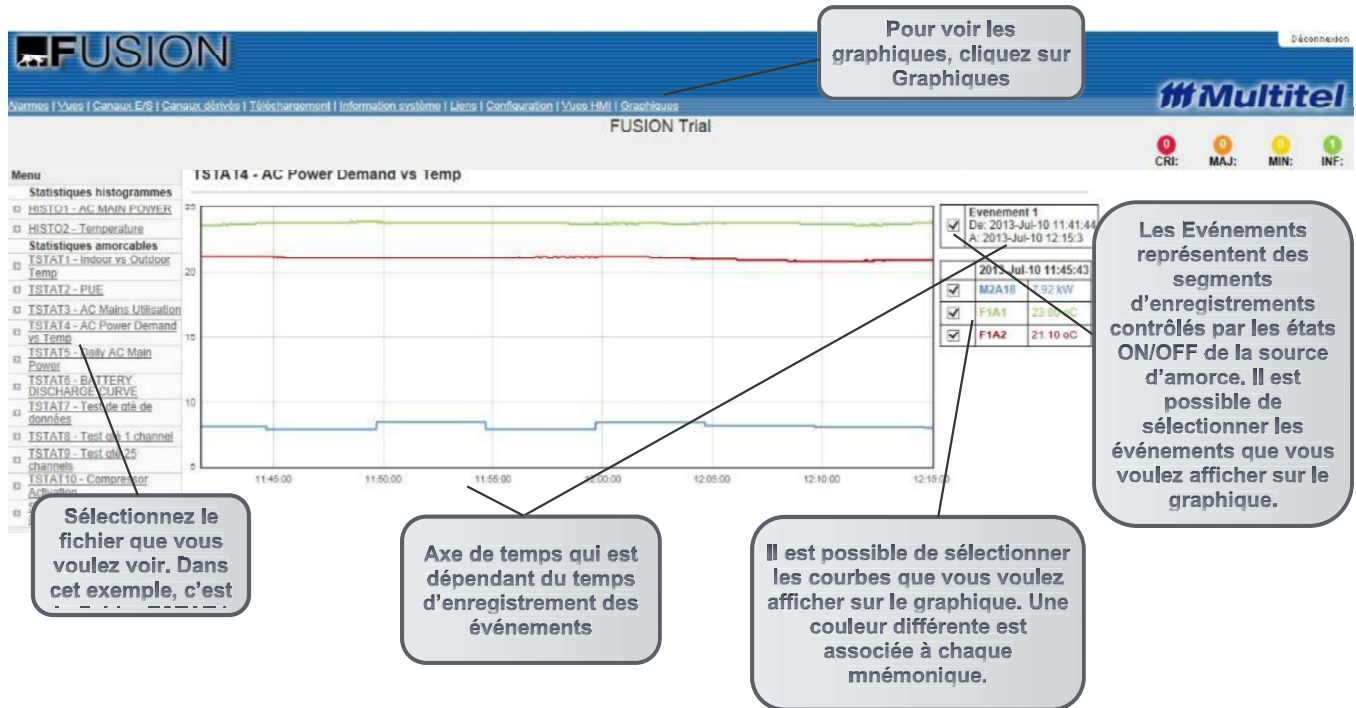 Pour voir les
graphiques, cliquez sur
Graphiques
Déconnexion
FUSION
Multitel
Alarmes | Vues | Canaux E/S | Canaux dérivés | Téléchargement | Information système | Liens | Configuration | Vues HMI | Graphiques
FUSION Trial
0 0 0 1
CRI: MAJ: MIN: INF:
Menu
Statistiques histogrammes
HISTO1 - AC MAIN POWER
HISTO2 - Temperature
Statistiques amorcables
TSTAT1 - Indoor vs Outdoor
Temp
TSTAT2 - PUE
TSTAT3 - AC Mains Utilisation
TSTAT4 - AC Power Demand
vs Temp
TSTAT5 - Daily AC Main
Power
TSTAT6 - BATTERY
DISCHARGE CURVE
TSTAT7 - Test de qté de
données
TSTAT8 - Test qté 1 channel
TSTAT9 - Test qté 25
channels
TSTAT10 - Compressor
Activation
TSTAT4 - AC Power Demand vs Temp
25
20
15
10
5
11:45:00 11:50:00 11:55:00 12:00:00 12:05:00 12:10:00 12:15:00
Evenement 1
De: 2013-Jul-10 11:41:44
A: 2013-Jul-10 12:15:3
2013-Jul-10 11:45:43
M2A18 7.92 kW
F1A1 23.60 oC
F1A2 21.10 oC
Les Evénements
représentent des
segments
d'enregistrements
contrôlés par les états
ON/OFF de la source
d'amorce. Il est
possible de
sélectionner les
événements que vous
voulez afficher sur le
graphique.
Sélectionnez le
fichier que vous
voulez voir. Dans
cet exemple, c'est
Axe de temps qui est
dépendant du temps
d'enregistrement des
événements
Il est possible de sélectionner
les courbes que vous voulez
afficher sur le graphique. Une
couleur différente est
associée à chaque
mnémonique.